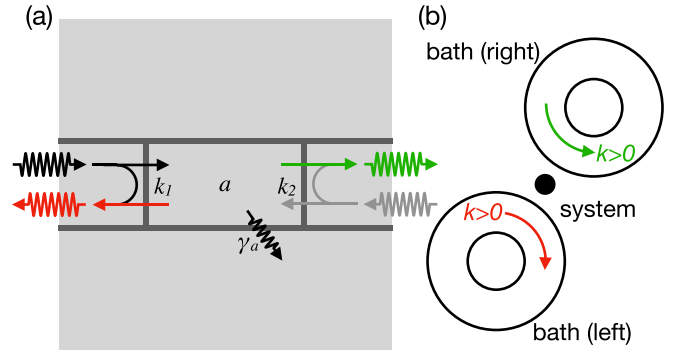 (a)
k1
a
k2
γa
(b)
bath (right)
k>0
system
k>0
bath (left)